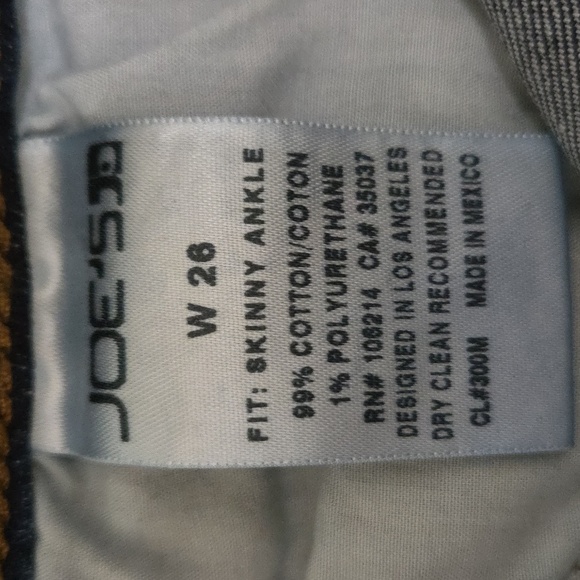 JOE'S
W 26
FIT: SKINNY ANKLE
99% COTTON/COTON
1% POLYURETHANE
RN# 106214 CA# 35037
DESIGNED IN LOS ANGELES
DRY CLEAN RECOMMENDED
CL#300M MADE IN MEXICO